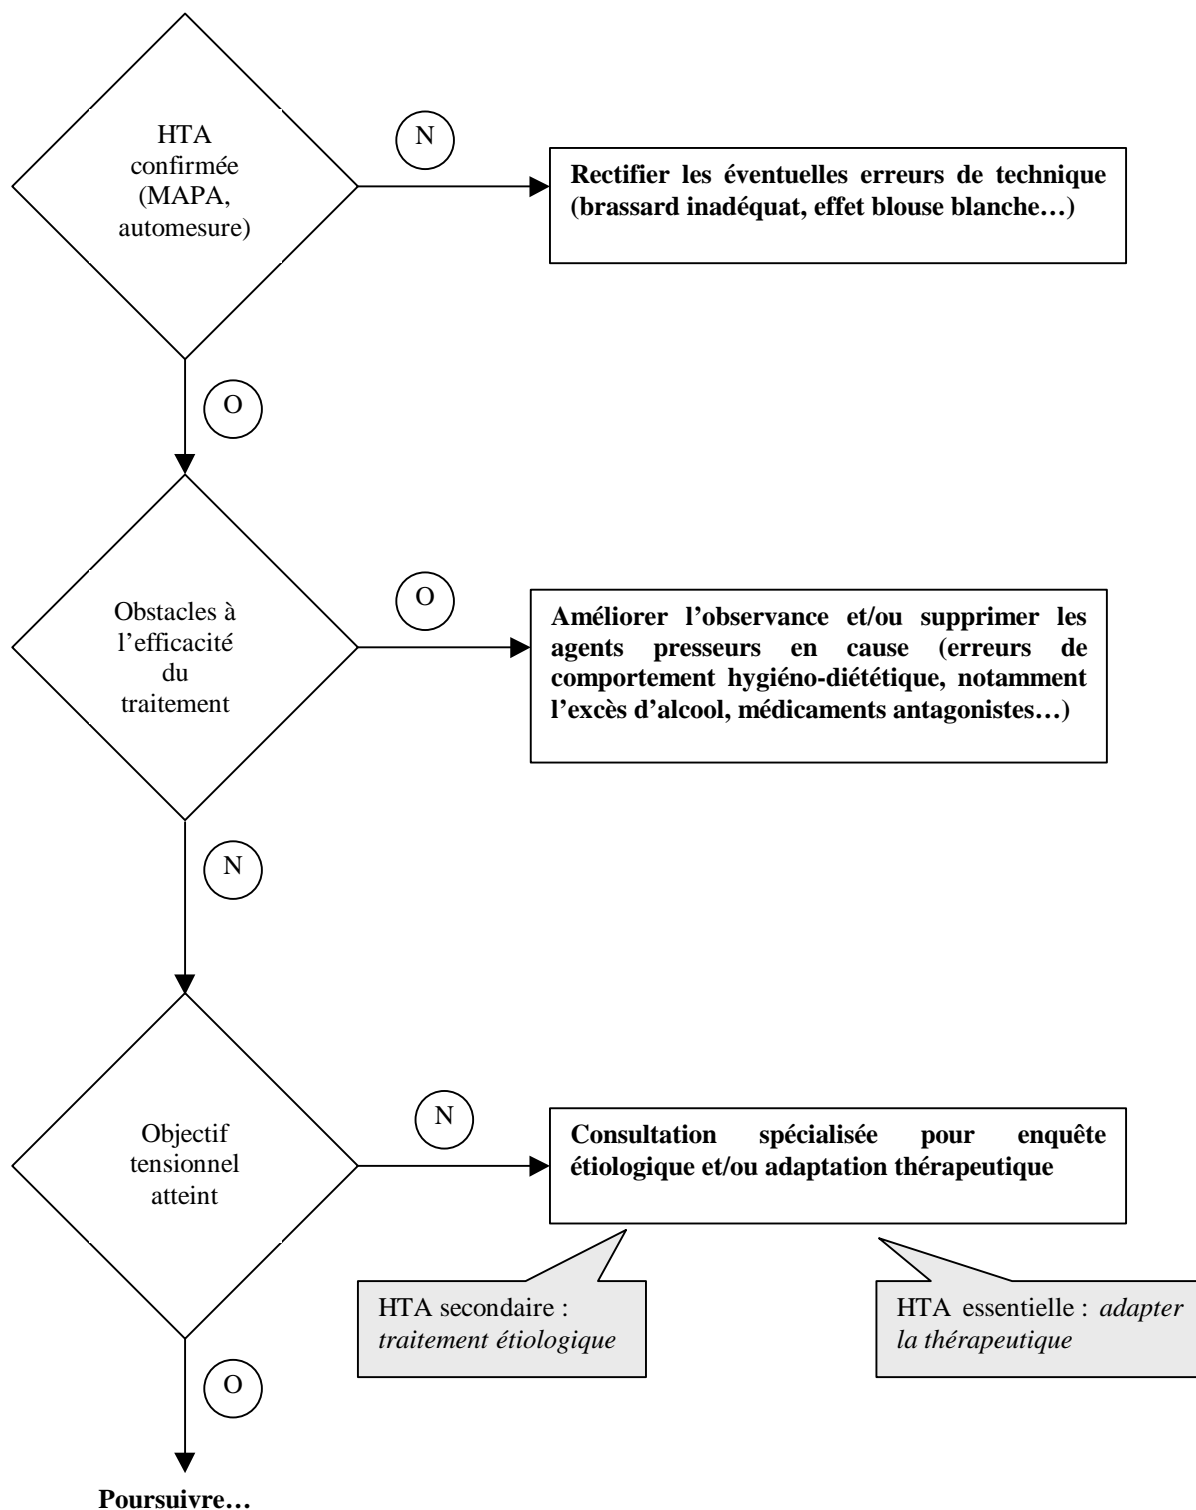 HTA
confirmée
(MAPA,
automesure)
N
Rectifier les éventuelles erreurs de technique
(brassard inadéquat, effet blouse blanche…)
O
Obstacles à
l’efficacité
du
traitement
O
Améliorer l’observance et/ou supprimer les
agents presseurs en cause (erreurs de
comportement hygiéno-diététique, notamment
l’excès d’alcool, médicaments antagonistes…)
N
Objectif
tensionnel
atteint
N
Consultation spécialisée pour enquête
étiologique et/ou adaptation thérapeutique
HTA secondaire :
traitement étiologique
HTA essentielle : adapter
la thérapeutique
O
Poursuivre…